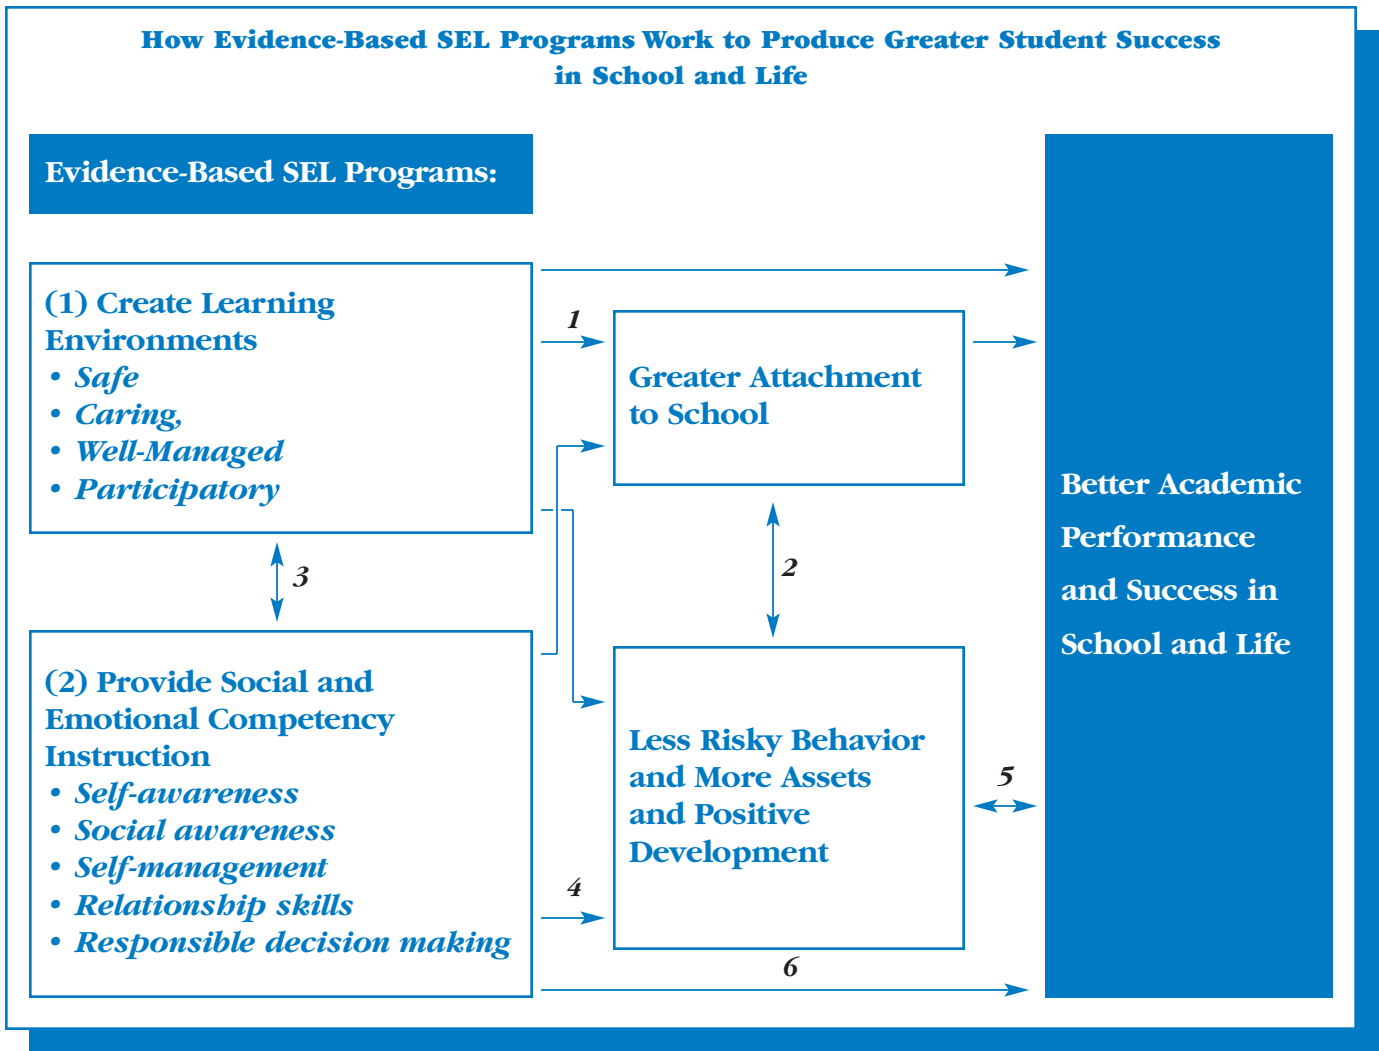 How Evidence-Based SEL Programs Work to Produce Greater Student Success
in School and Life
Evidence-Based SEL Programs:
(1) Create Learning
Environments
• Safe
• Caring,
• Well-Managed
• Participatory
1
Greater Attachment
to School
3
2
(2) Provide Social and
Emotional Competency
Instruction
• Self-awareness
• Social awareness
• Self-management
• Relationship skills
• Responsible decision making
4
Less Risky Behavior
and More Assets
and Positive
Development
5
6
Better Academic
Performance
and Success in
School and Life